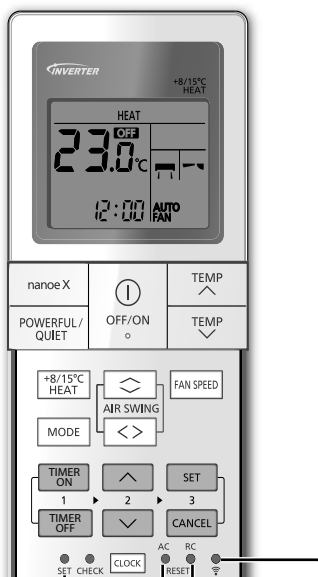 INVERTER
+8/15°C
HEAT
HEAT
OFF
23.0°C
12:00 AUTO
FAN
nanoe X
OFF/ON
TEMP
POWERFUL/
QUIET
TEMP
+8/15°C
HEAT
AIR SWING
FAN SPEED
MODE
TIMER
ON
SET
1 2 3
TIMER
OFF
CANCEL
AC RC
SET CHECK CLOCK RESET